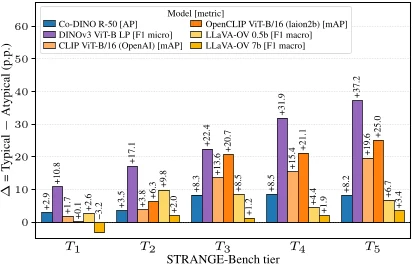 Model [metric]
Co-DINO R-50 [AP]
DINOv3 ViT-B LP [F1 micro]
CLIP ViT-B/16 (OpenAI) [mAP]
OpenCLIP ViT-B/16 (laion2b) [mAP]
LLaVA-OV 0.5b [F1 macro]
LLaVA-OV 7b [F1 macro]
Δ = Typical − Atypical (p.p.)
60
50
40
30
20
10
0
+2.9 +10.8 +1.7 +0.1 +2.6 −3.2
+3.5 +17.1 +3.8 +6.3 +9.8 +2.0
+8.3 +22.4 +13.6 +20.7 +8.5 +1.2
+8.5 +31.9 +15.4 +21.1 +4.4 +1.9
+8.2 +37.2 +19.6 +25.0 +6.7 +3.4
T1 T2 T3 T4 T5
STRANGE-Bench tier